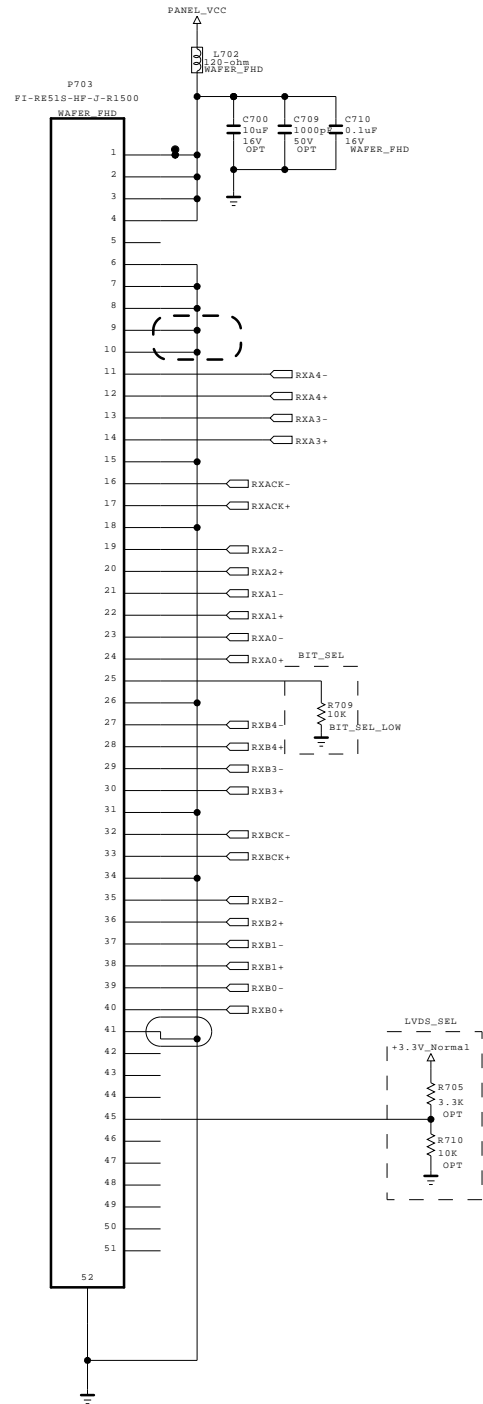 PANEL_VCC
L702
120-ohm
WAFER_FHD
P703
FI-RE51S-HF-J-R1500
WAFER_FHD
C700
10uF
16V
OPT
C709
1000pF
50V
OPT
C710
0.1uF
16V
WAFER_FHD
1
2
3
4
5
6
7
8
9
10
11
RXA4-
12
RXA4+
13
RXA3-
14
RXA3+
15
16
RXACK-
17
RXACK+
18
19
RXA2-
20
RXA2+
21
RXA1-
22
RXA1+
23
RXA0-
24
RXA0+
BIT_SEL
25
26
R709
10K
BIT_SEL_LOW
27
RXB4-
28
RXB4+
29
RXB3-
30
RXB3+
31
32
RXBCK-
33
RXBCK+
34
35
RXB2-
36
RXB2+
37
RXB1-
38
RXB1+
39
RXB0-
40
RXB0+
41
LVDS_SEL
+3.3V_Normal
42
43
44
R705
3.3K
OPT
45
46
R710
10K
OPT
47
48
49
50
51
52